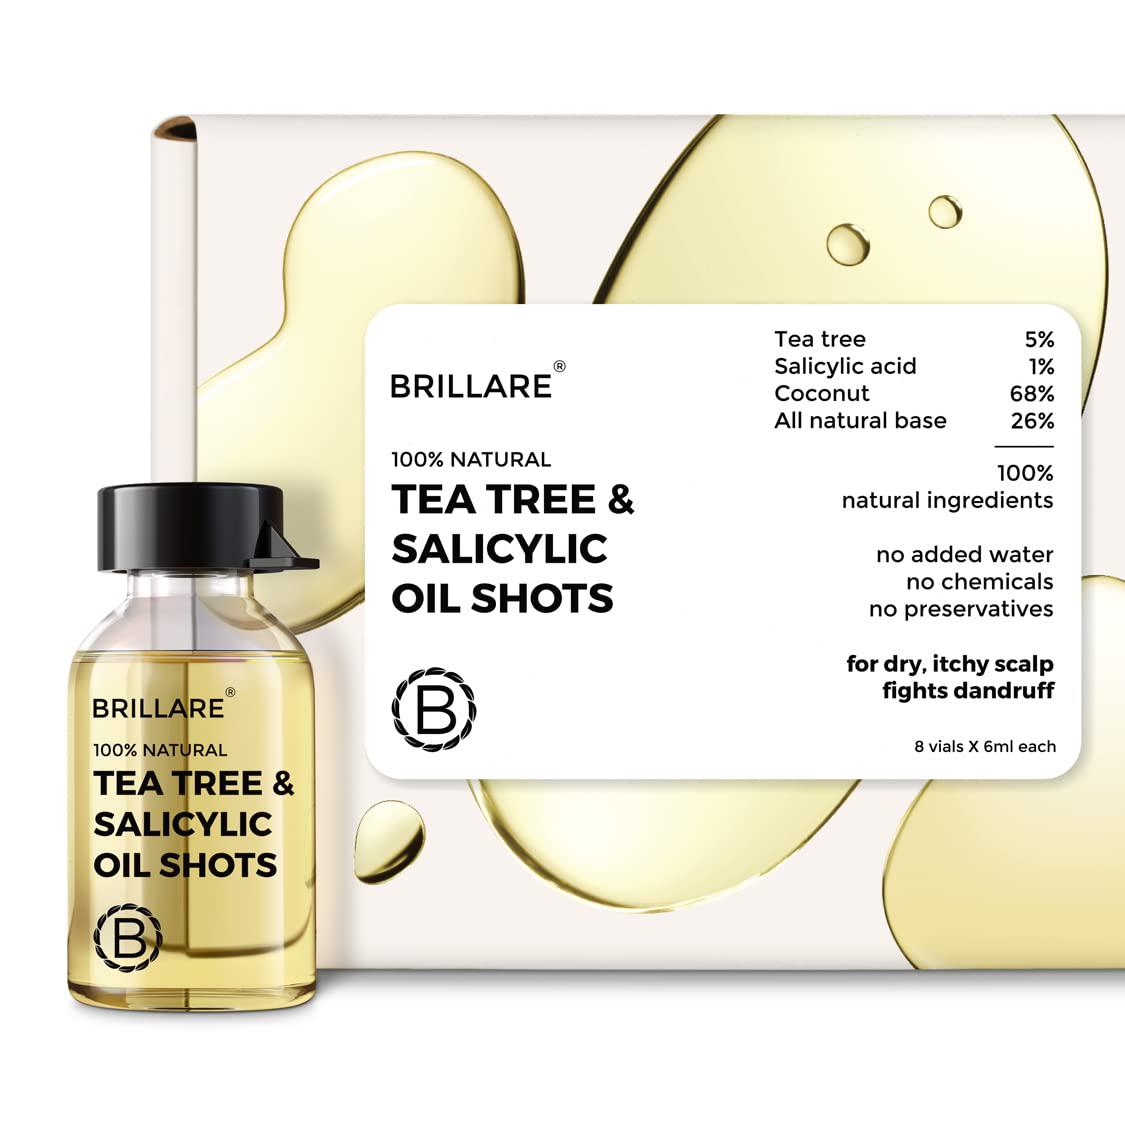 BRILLARE®
100% NATURAL
TEA TREE &
SALICYLIC
OIL SHOTS
B
Tea tree 5%
Salicylic acid 1%
Coconut 68%
All natural base 26%
100%
natural ingredients
no added water
no chemicals
no preservatives
for dry, itchy scalp
fights dandruff
8 vials X 6ml each
BRILLARE®
100% NATURAL
TEA TREE &
SALICYLIC
OIL SHOTS
B